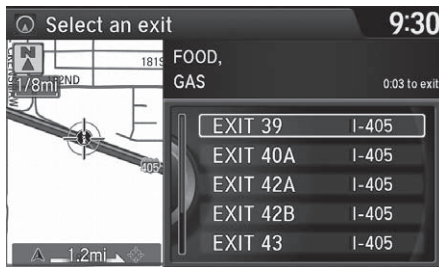 Select an exit
9:30
N
1/8mi
181S
2ND
405
1.2mi
FOOD,
GAS
0:03 to exit
EXIT 39 I-405
EXIT 40A I-405
EXIT 42A I-405
EXIT 42B I-405
EXIT 43 I-405